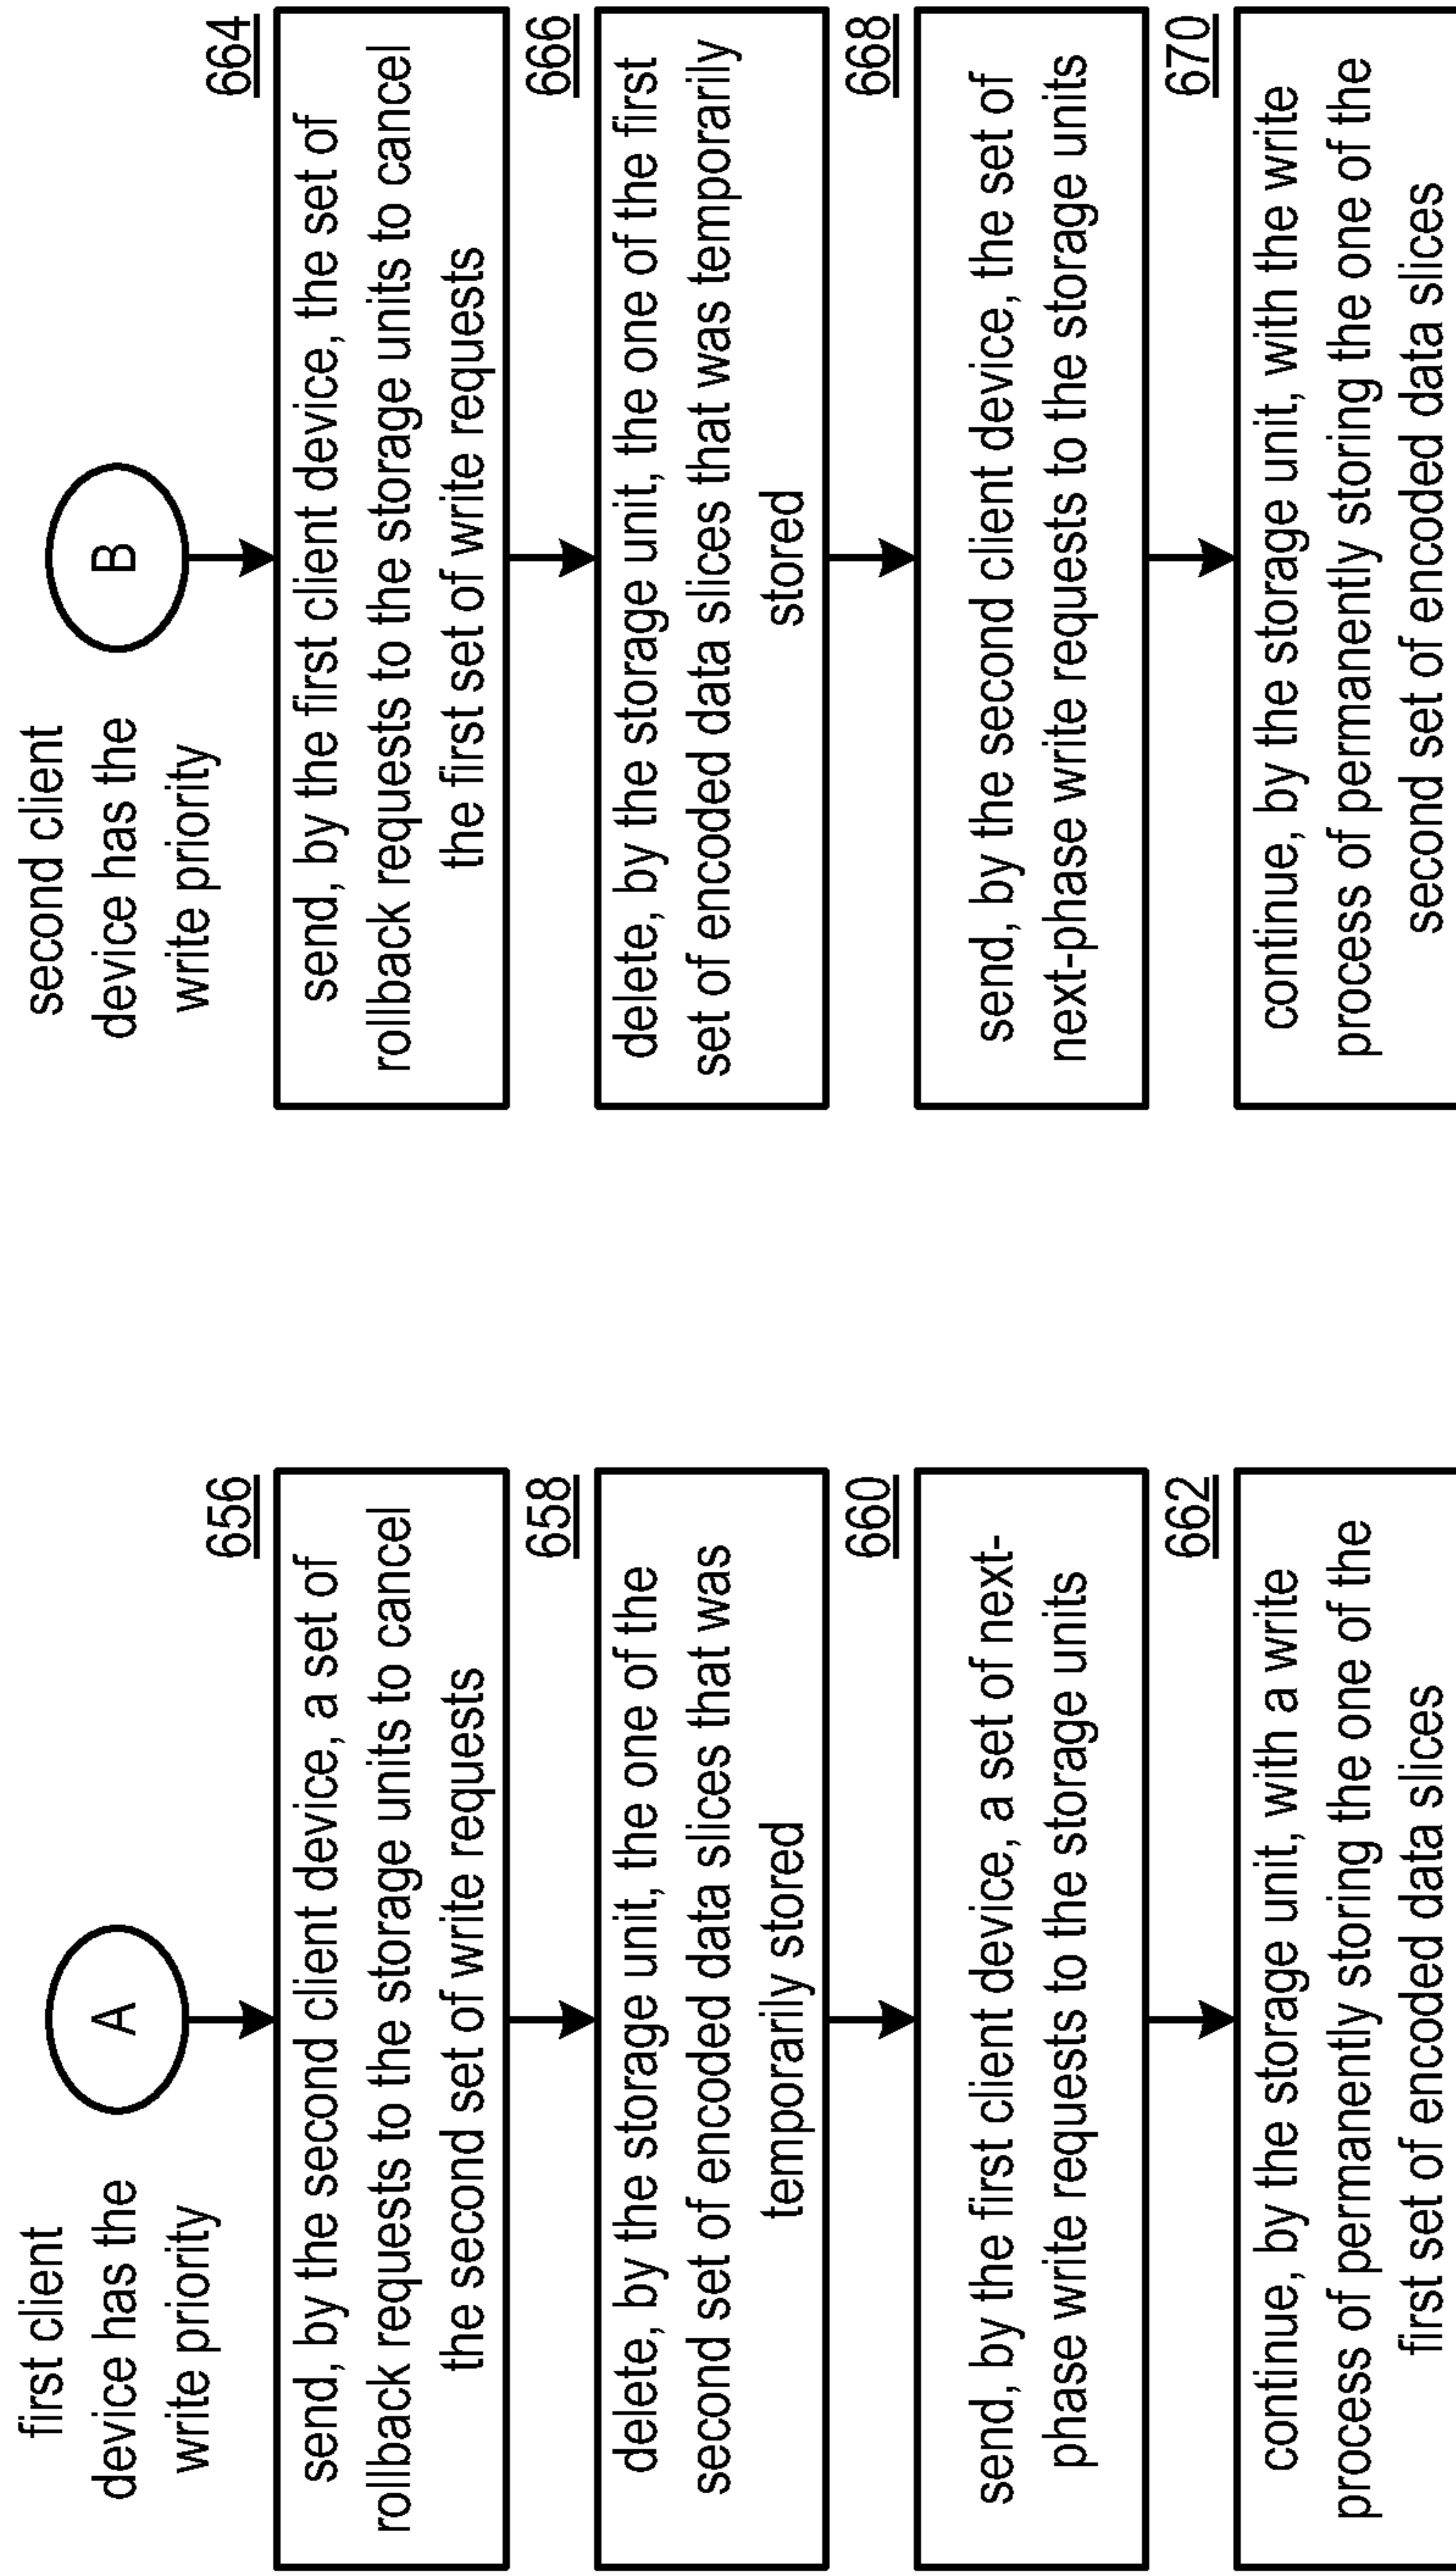 first client
device has the
write priority
A
656
send, by the second client device, a set of
rollback requests to the storage units to cancel
the second set of write requests
658
delete, by the storage unit, the one of the
second set of encoded data slices that was
temporarily stored
660
send, by the first client device, a set of next-
phase write requests to the storage units
662
continue, by the storage unit, with a write
process of permanently storing the one of the
first set of encoded data slices
second client
device has the
write priority
B
664
send, by the first client device, the set of
rollback requests to the storage units to cancel
the first set of write requests
666
delete, by the storage unit, the one of the first
set of encoded data slices that was temporarily
stored
668
send, by the second client device, the set of
next-phase write requests to the storage units
670
continue, by the storage unit, with the write
process of permanently storing the one of the
second set of encoded data slices